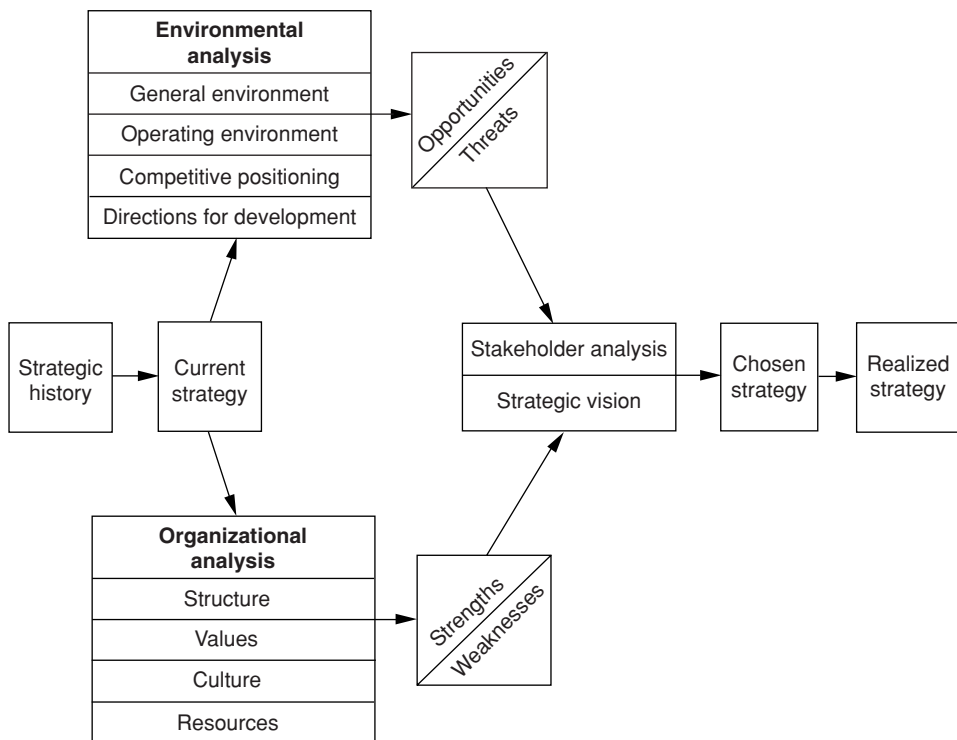 Environmental
analysis
General environment
Operating environment
Competitive positioning
Directions for development
Opportunities
Threats
Strategic
history
Current
strategy
Stakeholder analysis
Strategic vision
Chosen
strategy
Realized
strategy
Organizational
analysis
Structure
Values
Culture
Resources
Strengths
Weaknesses